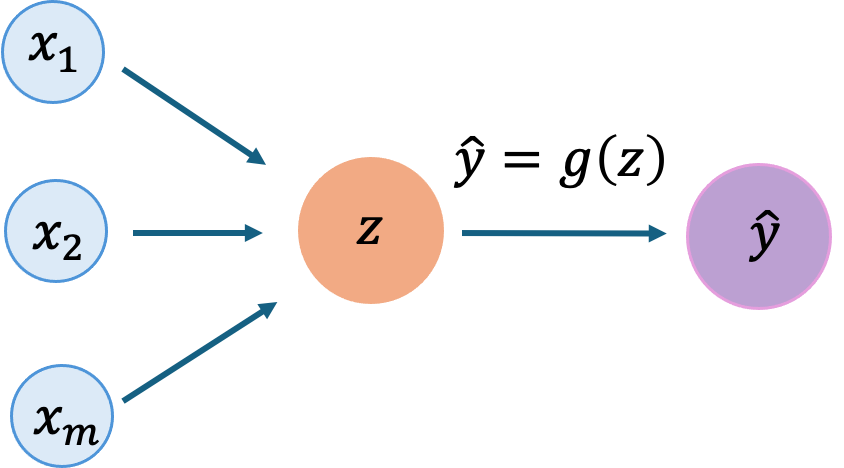 x₁
x₂
xₘ
z
ŷ = g(z)
ŷ